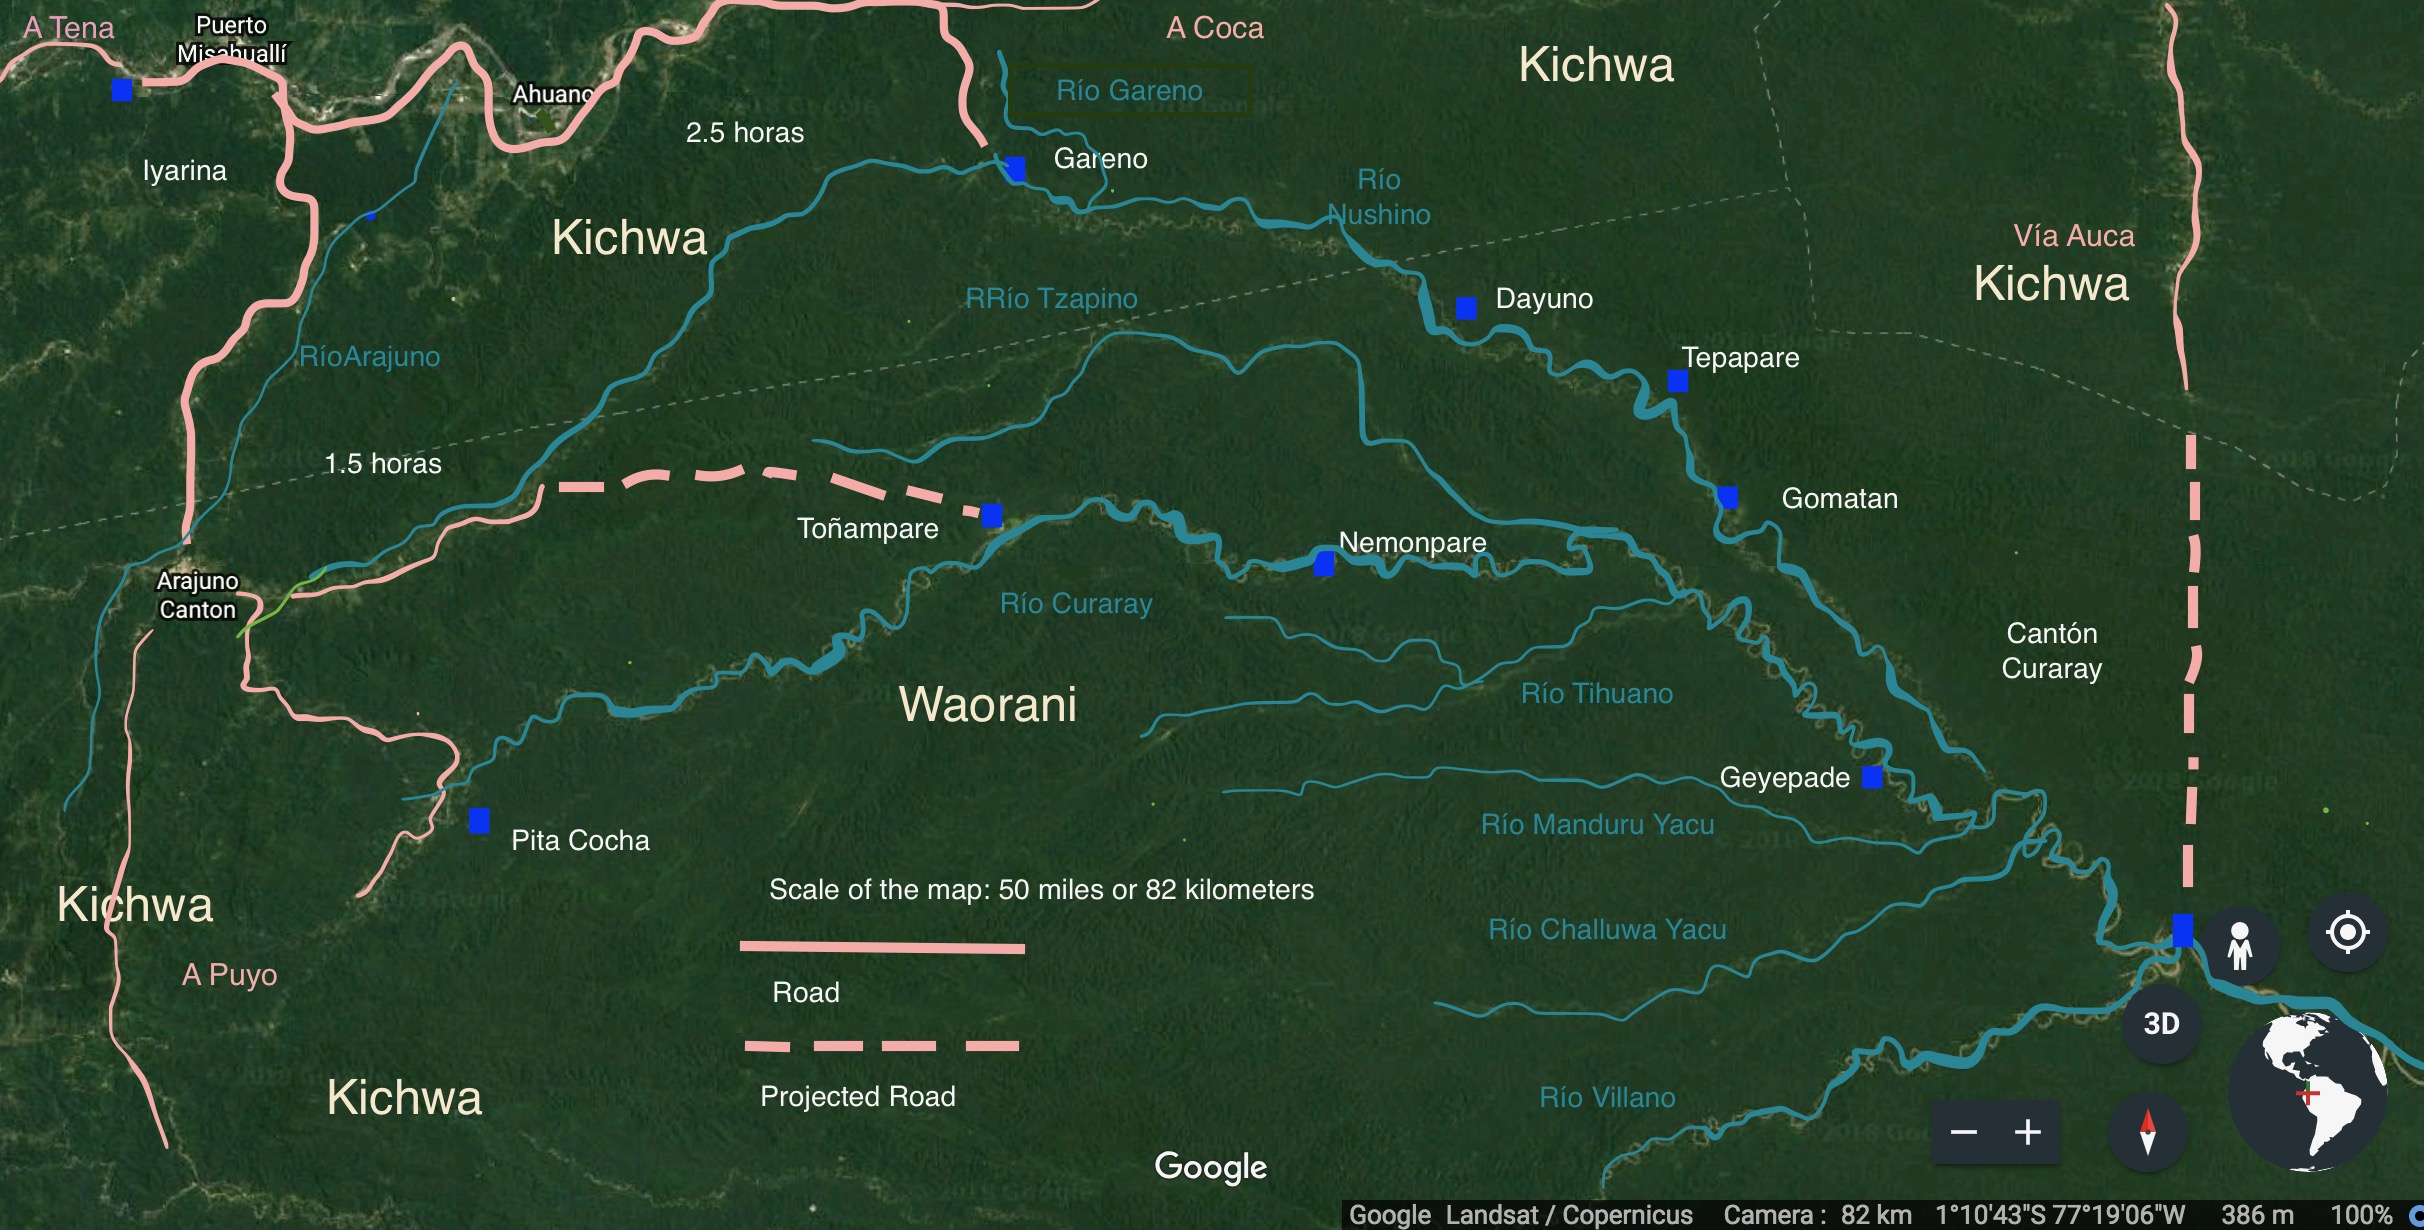 A Tena
Puerto
Misahuallí
A Coca
Kichwa
Río Gareno
Ahuano
2.5 horas
Gareno
Iyarina
Río
Nushino
Kichwa
Vía Auca
Kichwa
RRío Tzapino
Dayuno
RíoArajuno
Tepapare
1.5 horas
Gomatan
Toñampare
Nemonpare
Arajuno
Canton
Río Curaray
Cantón
Curaray
Waorani
Río Tihuano
Geyepade
Río Manduru Yacu
Pita Cocha
Scale of the map: 50 miles or 82 kilometers
Kichwa
Río Challuwa Yacu
A Puyo
Road
3D
Kichwa
Projected Road
Río Villano
Google
Google Landsat / Copernicus Camera : 82 km 1°10'43"S 77°19'06"W 386 m 100%